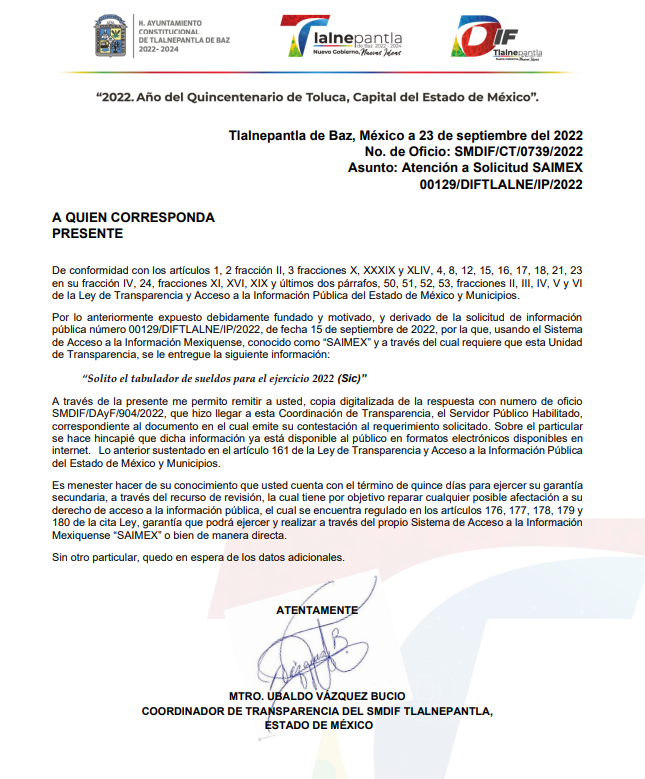 H. AYUNTAMIENTO
CONSTITUCIONAL
DE TLALNEPANTLA DE BAZ
2022- 2024
Tlalnepantla
de Baz 2022 - 2024
Nuevo Gobierno, Nuevas Ideas
DIF
Tlalnepantla
Nuevo Gobierno, Nuevas Ideas
“2022. Año del Quincentenario de Toluca, Capital del Estado de México”.
Tlalnepantla de Baz, México a 23 de septiembre del 2022
No. de Oficio: SMDIF/CT/0739/2022
Asunto: Atención a Solicitud SAIMEX
00129/DIFTLALNE/IP/2022
A QUIEN CORRESPONDA
PRESENTE
De conformidad con los artículos 1, 2 fracción II, 3 fracciones X, XXXIX y XLIV, 4, 8, 12, 15, 16, 17, 18, 21, 23
en su fracción IV, 24, fracciones XI, XVI, XIX y últimos dos párrafos, 50, 51, 52, 53, fracciones II, III, IV, V y VI
de la Ley de Transparencia y Acceso a la Información Pública del Estado de México y Municipios.
Por lo anteriormente expuesto debidamente fundado y motivado, y derivado de la solicitud de información
pública número 00129/DIFTLALNE/IP/2022, de fecha 15 de septiembre de 2022, por la que, usando el Sistema
de Acceso a la Información Mexiquense, conocido como “SAIMEX” y a través del cual requiere que esta Unidad
de Transparencia, se le entregue la siguiente información:
“Solito el tabulador de sueldos para el ejercicio 2022 (Sic)”
A través de la presente me permito remitir a usted, copia digitalizada de la respuesta con numero de oficio
SMDIF/DAyF/904/2022, que hizo llegar a esta Coordinación de Transparencia, el Servidor Público Habilitado,
correspondiente al documento en el cual emite su contestación al requerimiento solicitado. Sobre el particular
se hace hincapié que dicha información ya está disponible al público en formatos electrónicos disponibles en
internet. Lo anterior sustentado en el artículo 161 de la Ley de Transparencia y Acceso a la Información Pública
del Estado de México y Municipios.
Es menester hacer de su conocimiento que usted cuenta con el término de quince días para ejercer su garantía
secundaria, a través del recurso de revisión, la cual tiene por objetivo reparar cualquier posible afectación a su
derecho de acceso a la información pública, el cual se encuentra regulado en los artículos 176, 177, 178, 179 y
180 de la cita Ley, garantía que podrá ejercer y realizar a través del propio Sistema de Acceso a la Información
Mexiquense “SAIMEX” o bien de manera directa.
Sin otro particular, quedo en espera de los datos adicionales.
ATENTAMENTE
MTRO. UBALDO VÁZQUEZ BUCIO
COORDINADOR DE TRANSPARENCIA DEL SMDIF TLALNEPANTLA,
ESTADO DE MÉXICO